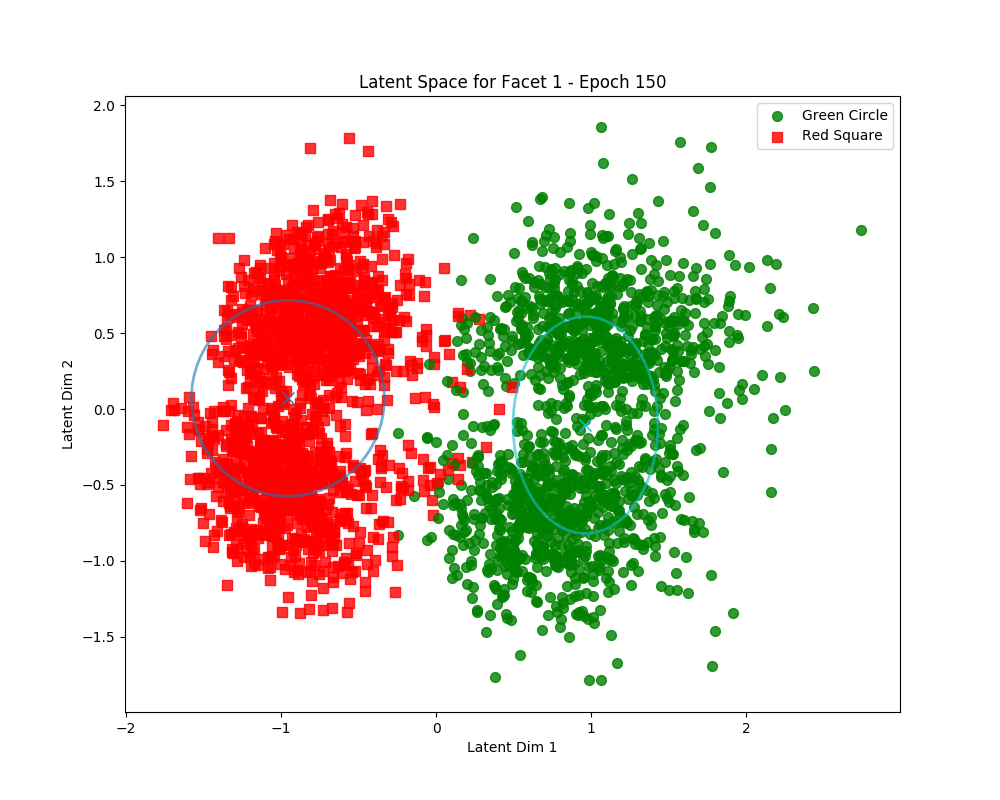 Latent Space for Facet 1 - Epoch 150
Green Circle
Red Square
2.0
1.5
1.0
0.5
0.0
−0.5
−1.0
−1.5
Latent Dim 2
−2 −1 0 1 2
Latent Dim 1